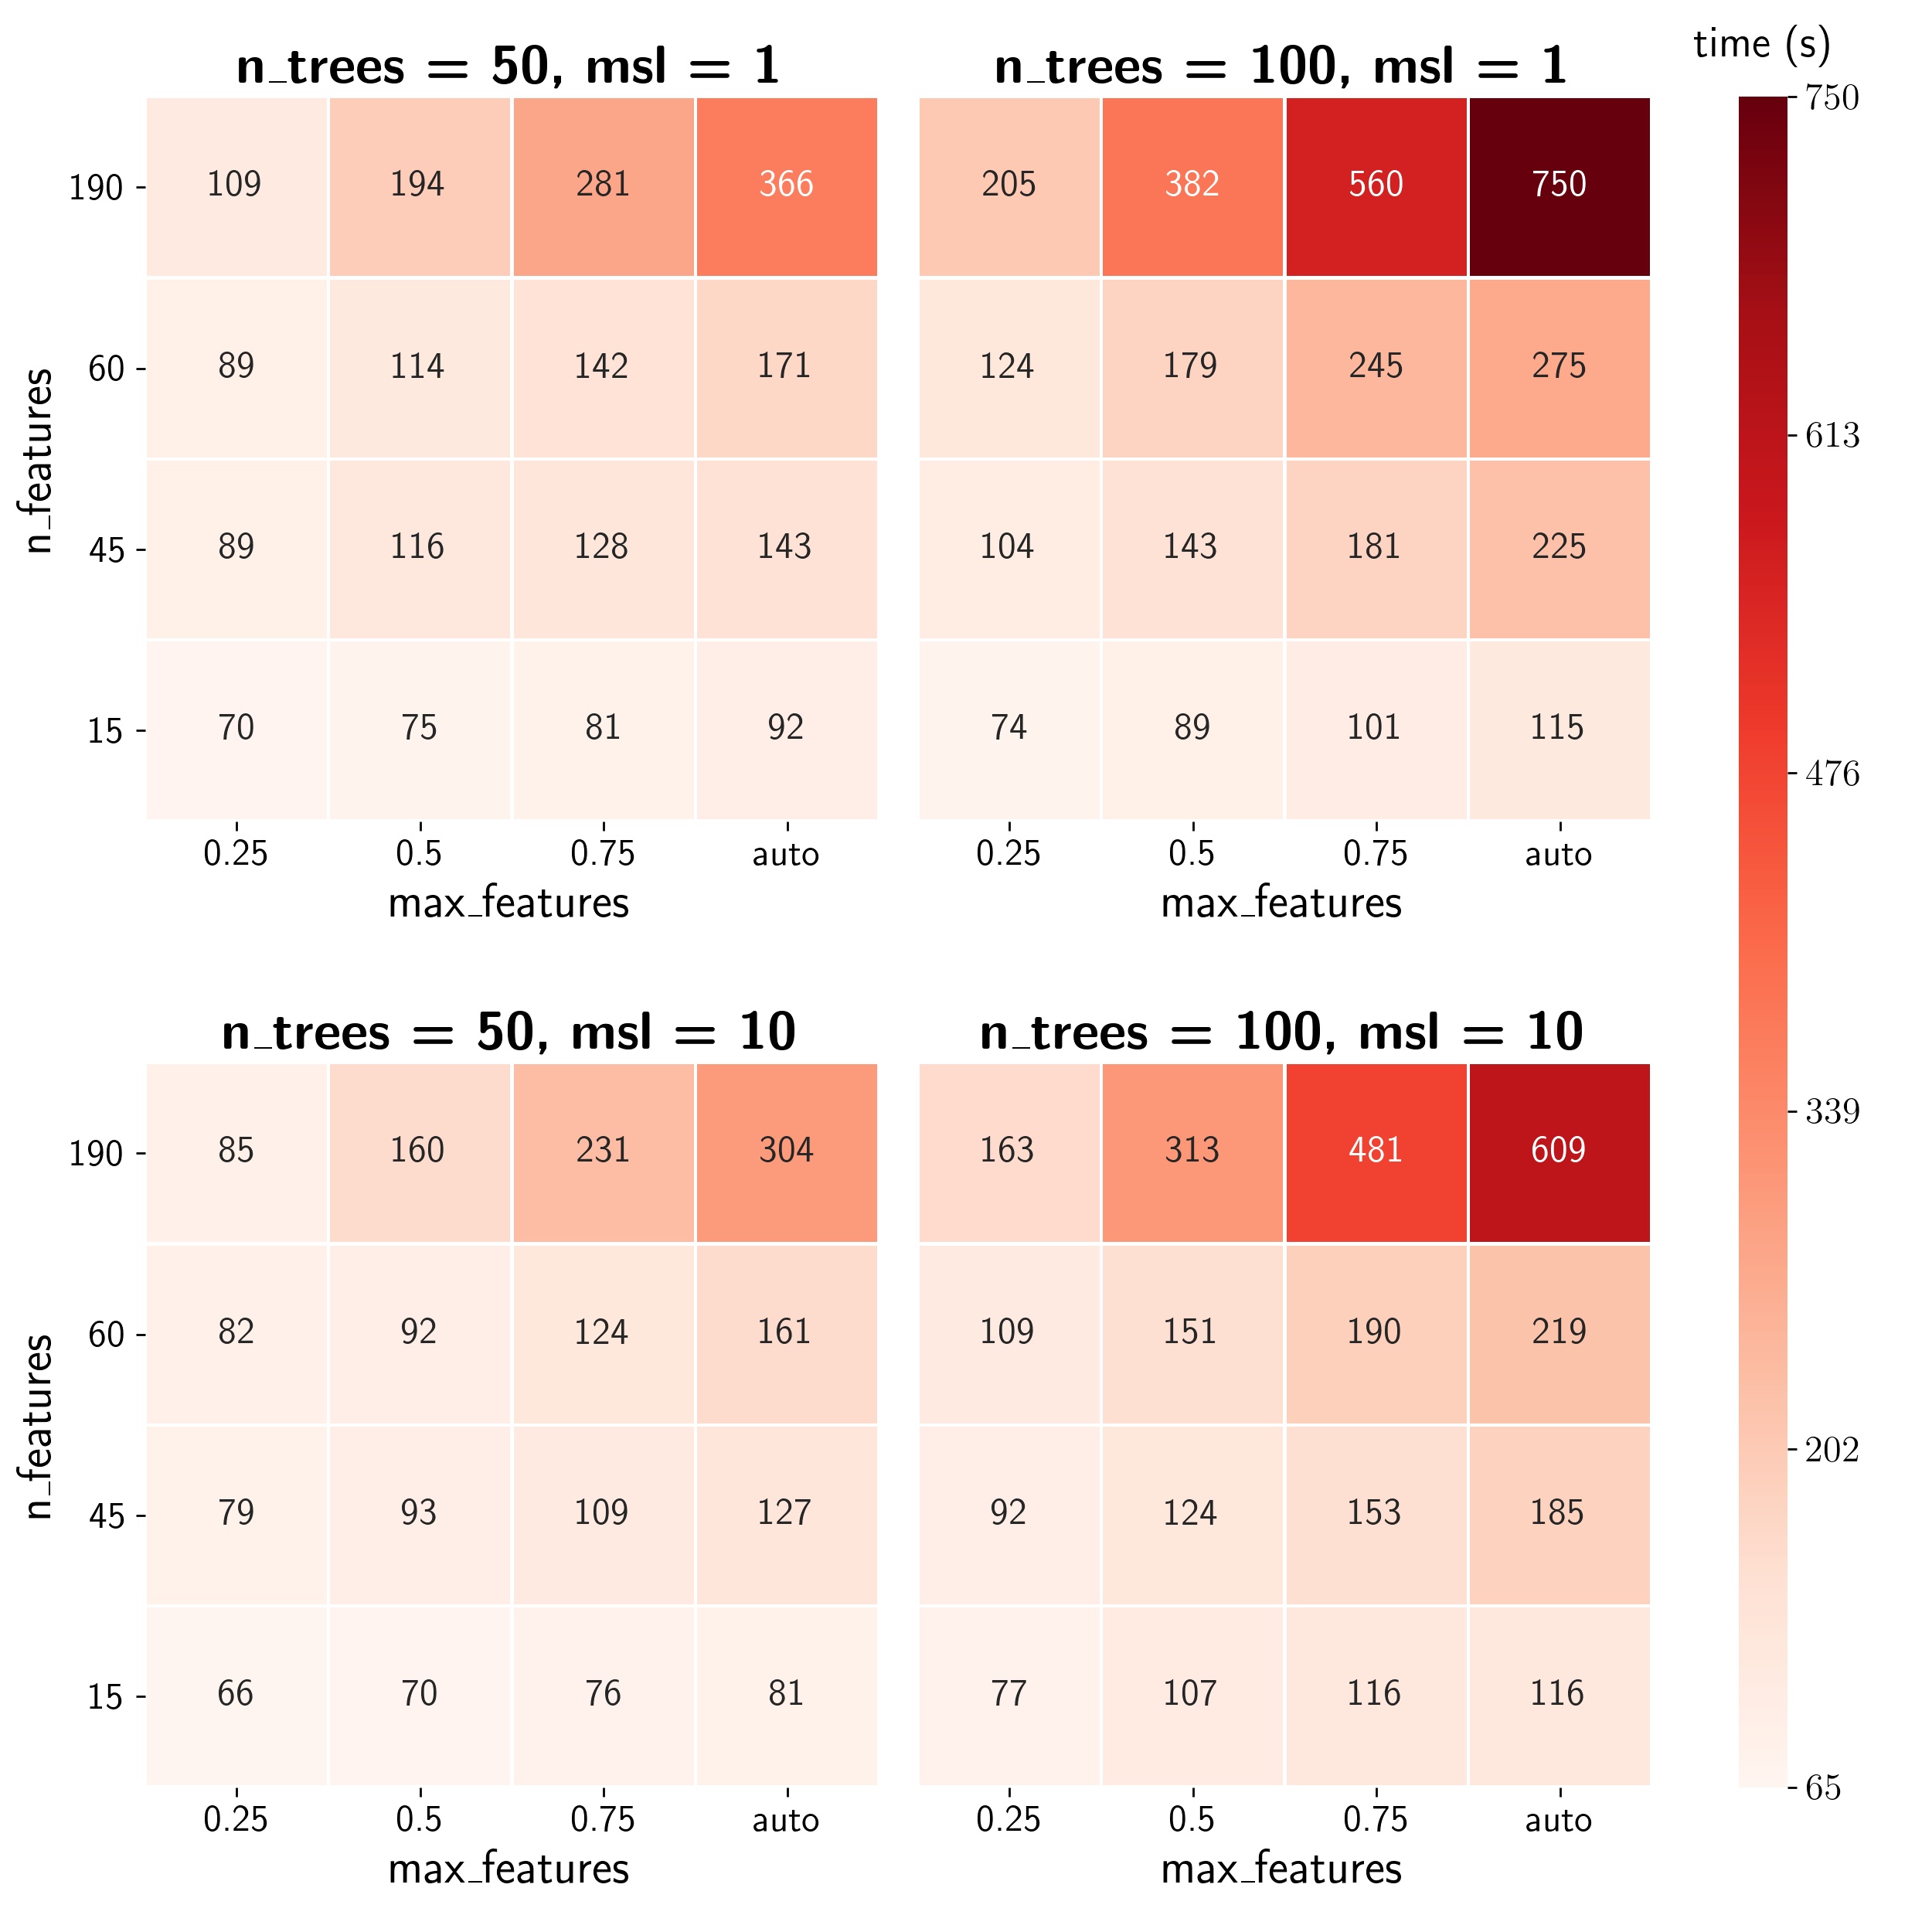 time (s)
n_trees = 50, msl = 1
n_trees = 100, msl = 1
750
613
476
339
202
65
n_features
190
109 194 281 366
205 382 560 750
60
89 114 142 171
124 179 245 275
45
89 116 128 143
104 143 181 225
15
70 75 81 92
74 89 101 115
0.25 0.5 0.75 auto
0.25 0.5 0.75 auto
max_features
max_features
n_trees = 50, msl = 10
n_trees = 100, msl = 10
n_features
190
85 160 231 304
163 313 481 609
60
82 92 124 161
109 151 190 219
45
79 93 109 127
92 124 153 185
15
66 70 76 81
77 107 116 116
0.25 0.5 0.75 auto
0.25 0.5 0.75 auto
max_features
max_features